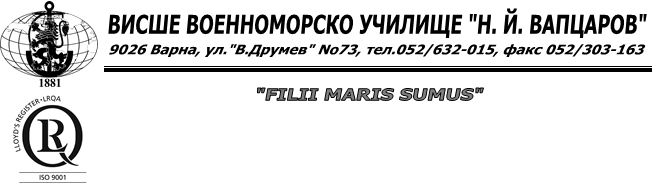 ВИСШЕ ВОЕННОМОРСКО УЧИЛИЩЕ "Н. Й. ВАПЦАРОВ"
9026 Варна, ул."В.Друмев" No73, тел.052/632-015, факс 052/303-163
1881
"FILII MARIS SUMUS"
LLOYD'S REGISTER · LRQA
LRQ
ISO 9001